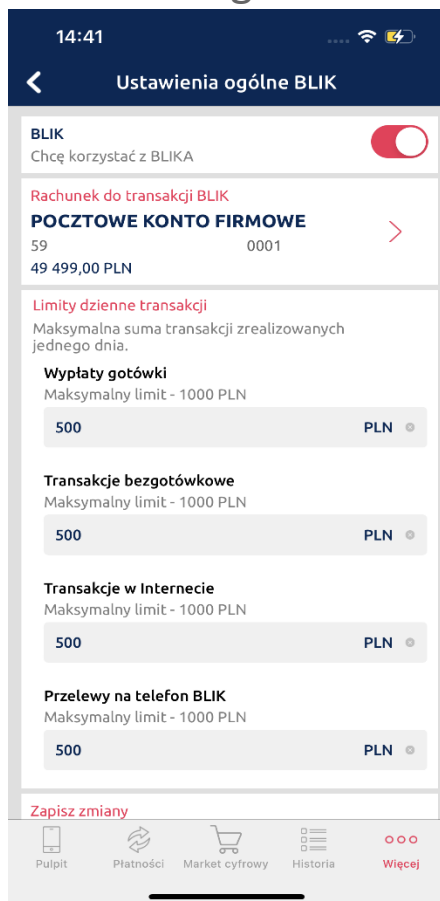 14:41
Ustawienia ogólne BLIK
BLIK
Chcę korzystać z BLIKA
Rachunek do transakcji BLIK
POCZTOWE KONTO FIRMOWE
59 0001
49 499,00 PLN
Limity dzienne transakcji
Maksymalna suma transakcji zrealizowanych
jednego dnia.
Wypłaty gotówki
Maksymalny limit - 1000 PLN
500 PLN
Transakcje bezgotówkowe
Maksymalny limit - 1000 PLN
500 PLN
Transakcje w Internecie
Maksymalny limit - 1000 PLN
500 PLN
Przelewy na telefon BLIK
Maksymalny limit - 1000 PLN
500 PLN
Zapisz zmiany
Pulpit Płatności Market cyfrowy Historia Więcej